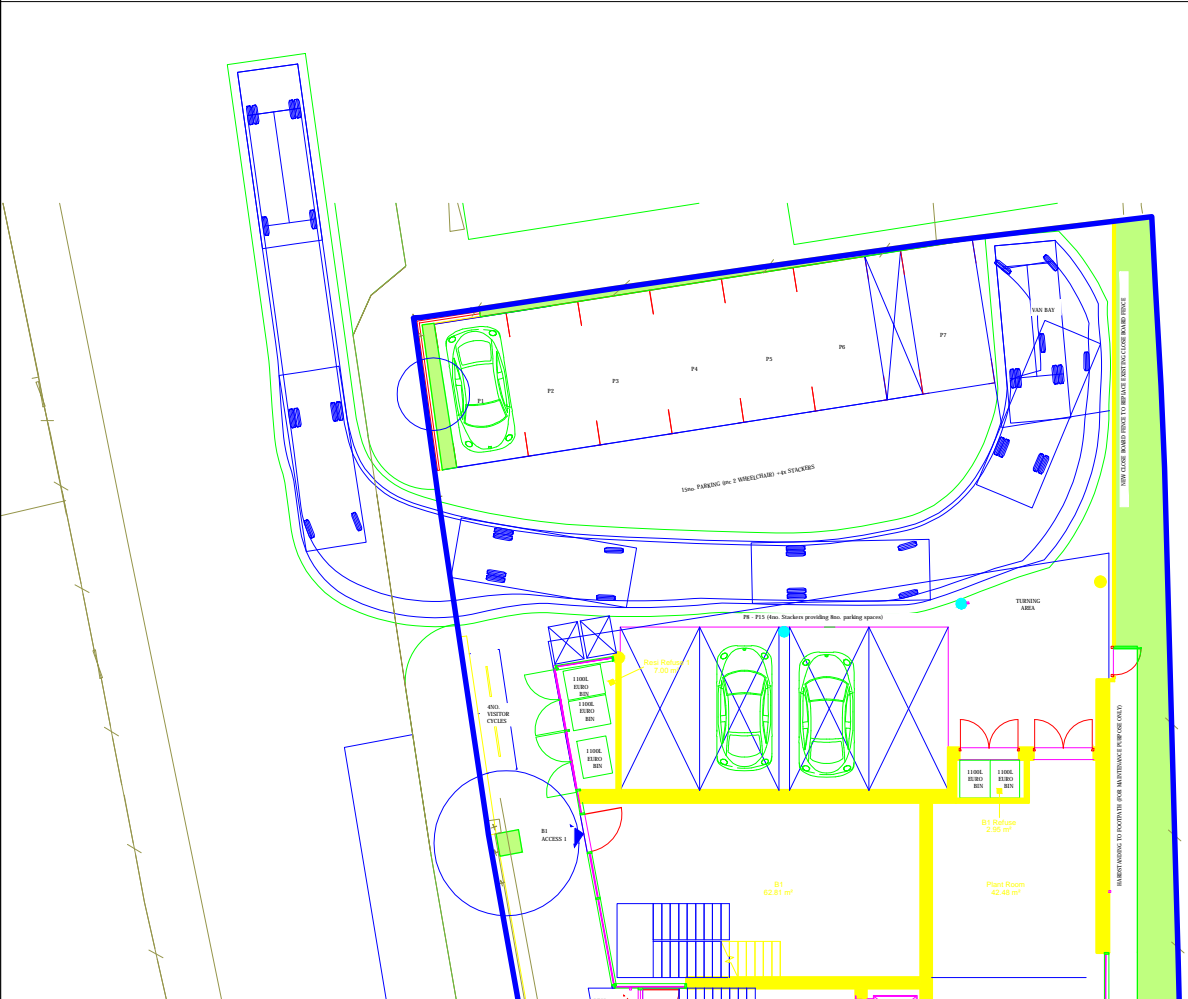 VAN BAY
P7
P6
P5
P4
P3
P2
P1
NEW CLOSE BOARD FENCE TO REPLACE EXISTING CLOSE BOARD FENCE
15no. PARKING (inc 2 WHEELCHAIR) +4x STACKERS
TURNING
AREA
P8 - P15 (4no. Stackers providing 8no. parking spaces)
1100L
EURO
BIN
1100L
EURO
BIN
1100L
EURO
BIN
4NO.
VISITOR
CYCLES
1100L
EURO
BIN
1100L
EURO
BIN
B1
ACCESS 1
HARDSTANDING TO FOOTPATH (FOR MAINTENANCE PURPOSE ONLY)
B1 Refuse
2.05 m²
Plant Room